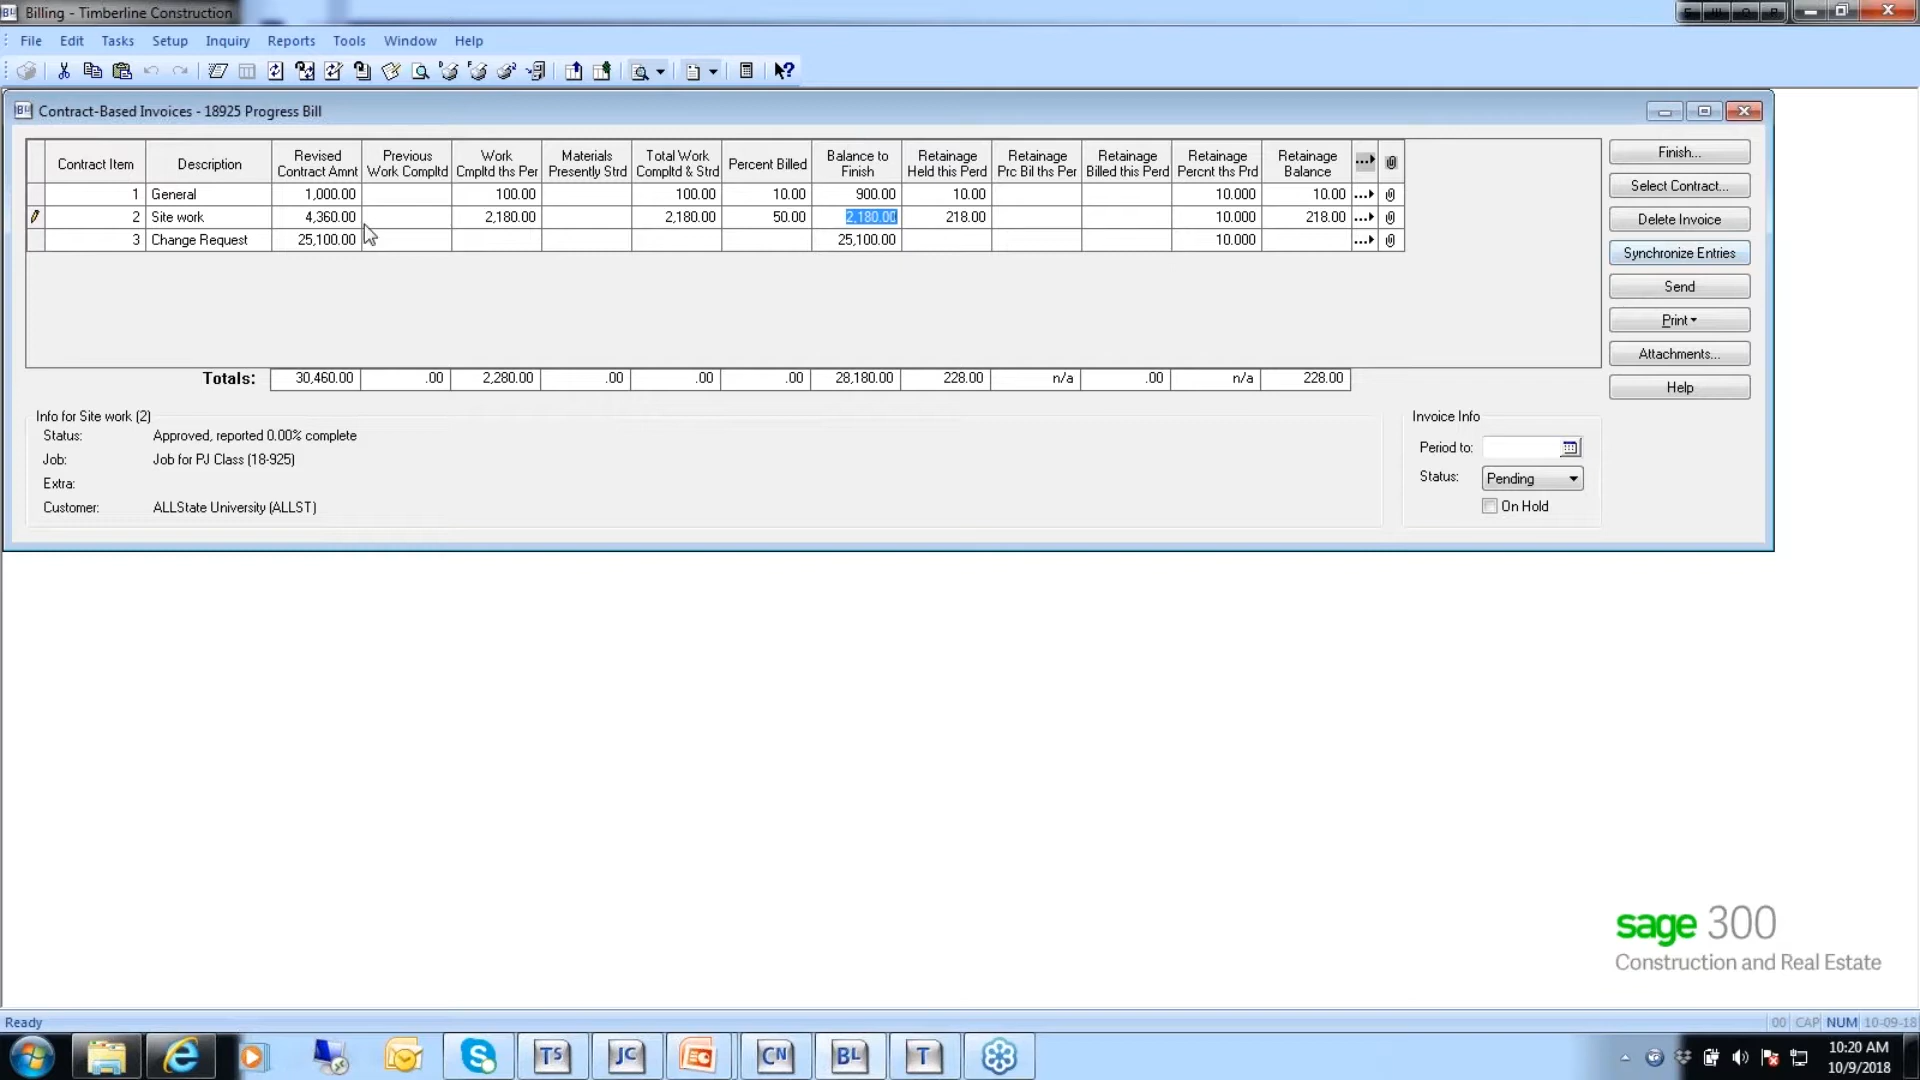 Billing - Timberline Construction
File Edit Tasks Setup Inquiry Reports Tools Window Help
Contract-Based Invoices - 18925 Progress Bill
Contract Item Description Revised Contract Amnt Previous Work Compltd Work Cmpltd ths Per Materials Presently Strd Total Work Compltd & Strd Percent Billed Balance to Finish Retainage Held this Perd Retainage Prc Bil ths Per Retainage Billed this Perd Retainage Percnt ths Prd Retainage Balance
1 General 1,000.00 100.00 100.00 10.00 900.00 10.00 10.000 10.00
2 Site work 4,360.00 2,180.00 2,180.00 50.00 2,180.00 218.00 10.000 218.00
3 Change Request 25,100.00 25,100.00 10.000
Totals: 30,460.00 .00 2,280.00 .00 .00 .00 28,180.00 228.00 n/a .00 n/a 228.00
Finish...
Select Contract...
Delete Invoice
Synchronize Entries
Send
Print
Attachments...
Help
Info for Site work (2)
Status: Approved, reported 0.00% complete
Job: Job for PJ Class (18-925)
Extra:
Customer: ALLState University (ALLST)
Invoice Info
Period to:
Status: Pending
On Hold
sage 300
Construction and Real Estate
Ready
00 CAP NUM 10-09-18
TS JC CN BL T
10:20 AM
10/9/2018